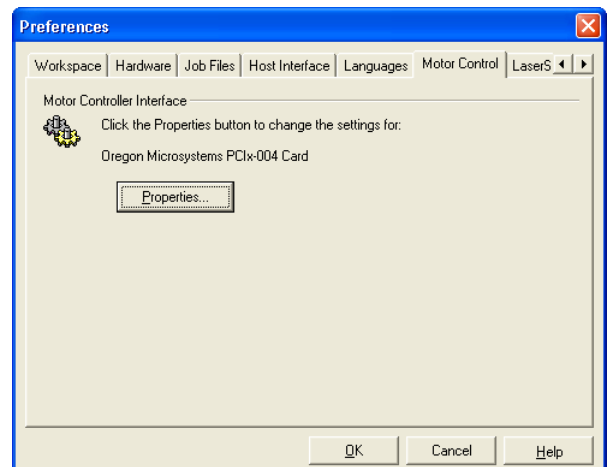 Preferences
Workspace Hardware Job Files Host Interface Languages Motor Control LaserS
Motor Controller Interface
Click the Properties button to change the settings for:
Oregon Microsystems PCIx-004 Card
Properties...
OK Cancel Help